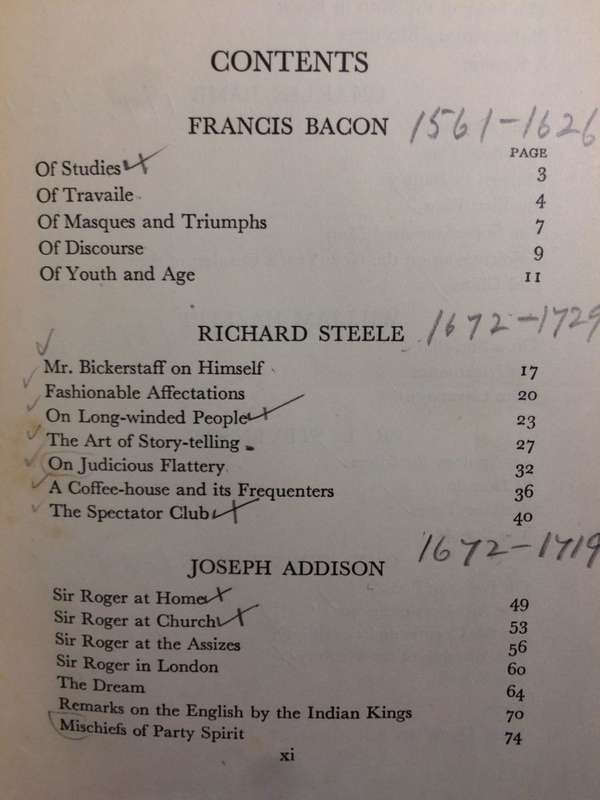 CONTENTS
FRANCIS BACON 1561-1626
PAGE
Of Studies 3
Of Travaile 4
Of Masques and Triumphs 7
Of Discourse 9
Of Youth and Age 11
RICHARD STEELE 1672-1729
Mr. Bickerstaff on Himself 17
Fashionable Affectations 20
On Long-winded People 23
The Art of Story-telling 27
On Judicious Flattery 32
A Coffee-house and its Frequenters 36
The Spectator Club 40
JOSEPH ADDISON 1672-1719
Sir Roger at Home 49
Sir Roger at Church 53
Sir Roger at the Assizes 56
Sir Roger in London 60
The Dream 64
Remarks on the English by the Indian Kings 70
Mischiefs of Party Spirit 74
xi